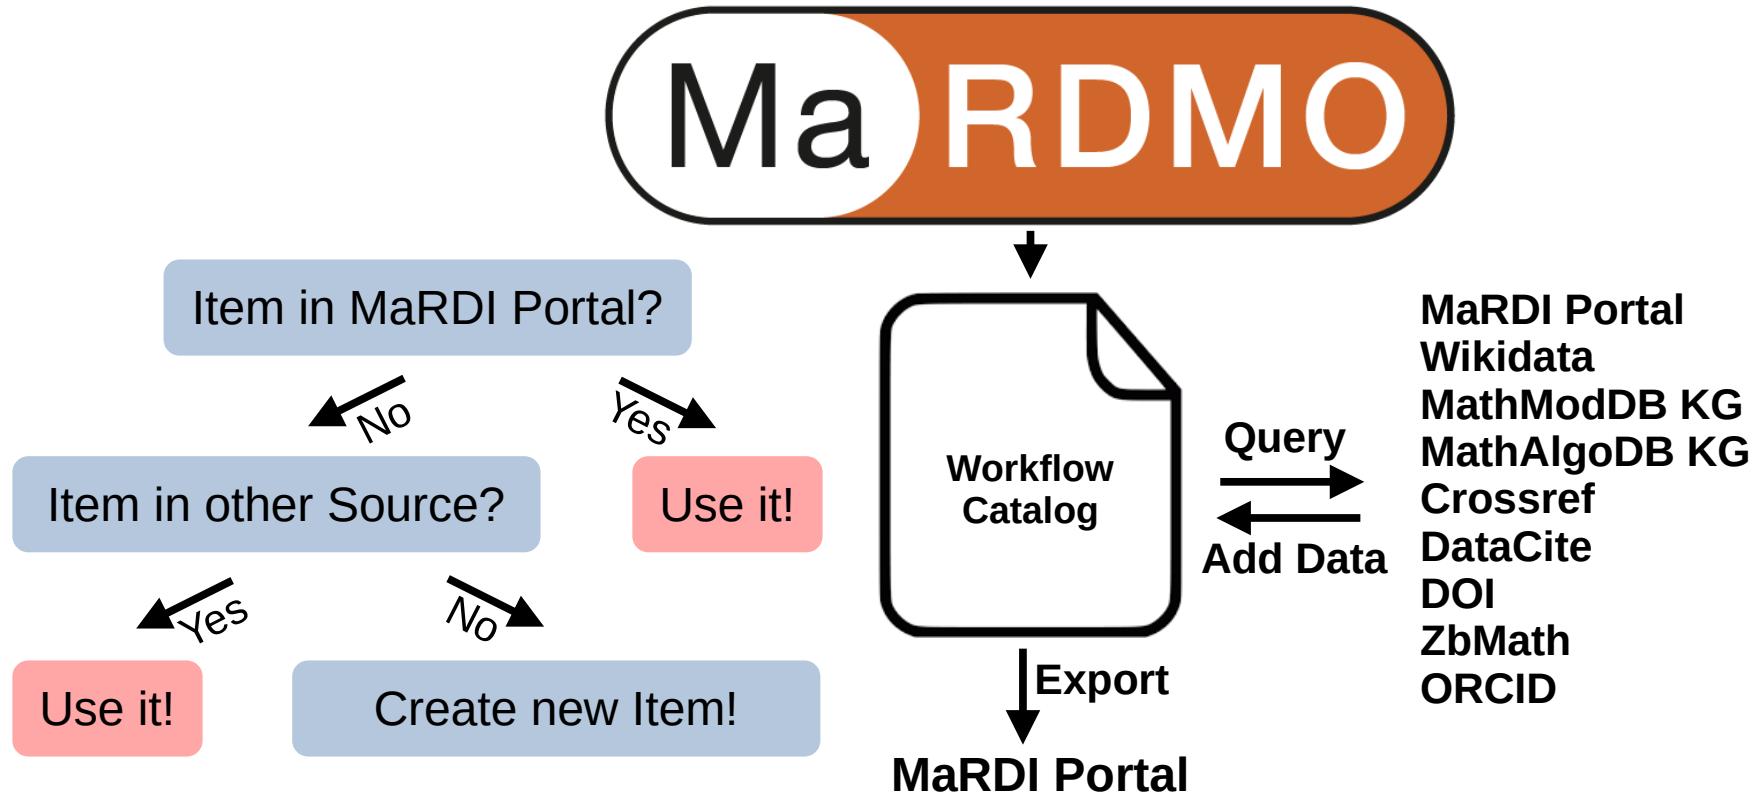 MaRDMO
Item in MaRDI Portal?
No
Yes
Item in other Source?
Use it!
Yes
No
Use it!
Create new Item!
Workflow
Catalog
Query
Add Data
MaRDI Portal
Wikidata
MathModDB KG
MathAlgoDB KG
Crossref
DataCite
DOI
ZbMath
ORCID
Export
MaRDI Portal